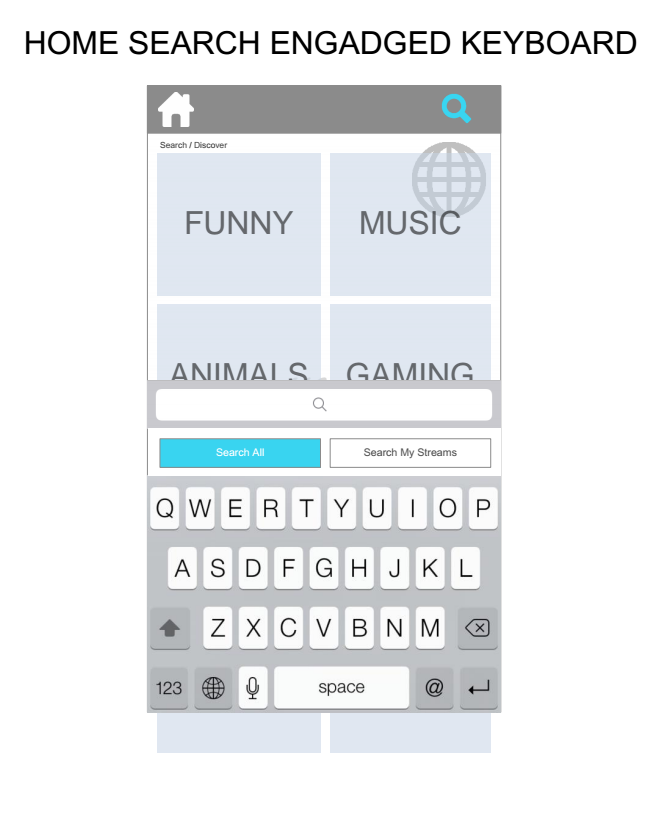 HOME SEARCH ENGADGED KEYBOARD
Search / Discover
FUNNY MUSIC
ANIMALS GAMING
Search All Search My Streams
Q W E R T Y U I O P
A S D F G H J K L
Z X C V B N M
123 space @